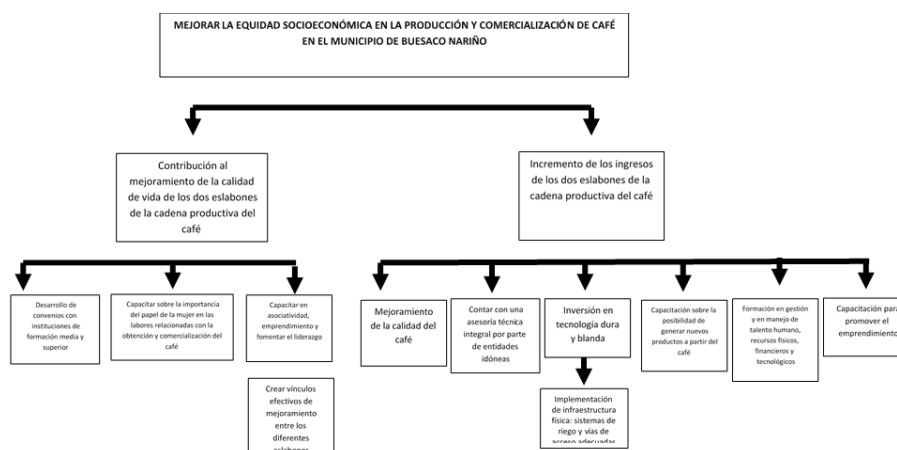 MEJORAR LA EQUIDAD SOCIOECONÓMICA EN LA PRODUCCIÓN Y COMERCIALIZACIÓN DE CAFÉ
EN EL MUNICIPIO DE BUESACO NARIÑO
Contribución al
mejoramiento de la calidad
de vida de los dos eslabones
de la cadena productiva del
café
Incremento de los ingresos
de los dos eslabones de la
cadena productiva del café
Desarrollo de
convenios con
instituciones de
formación media y
superior
Capacitar sobre la importancia
del papel de la mujer en las
labores relacionadas con la
obtención y comercialización del
café
Capacitar en
asociatividad,
emprendimiento y
fomentar el liderazgo
Mejoramiento
de la calidad del
café
Contar con una
asesoría técnica
integral por parte
de entidades
idóneas
Inversión en
tecnología dura
y blanda
Capacitación sobre la
posibilidad de
generar nuevos
productos a partir del
café
Formación en gestión
y en manejo de
talento humano,
recursos físicos,
financieros y
tecnológicos
Capacitación para
promover el
emprendimiento
Crear vínculos
efectivos de
mejoramiento
entre los
diferentes
eslabones
Implementación
de infraestructura
física: sistemas de
riego y vías de
acceso adecuadas